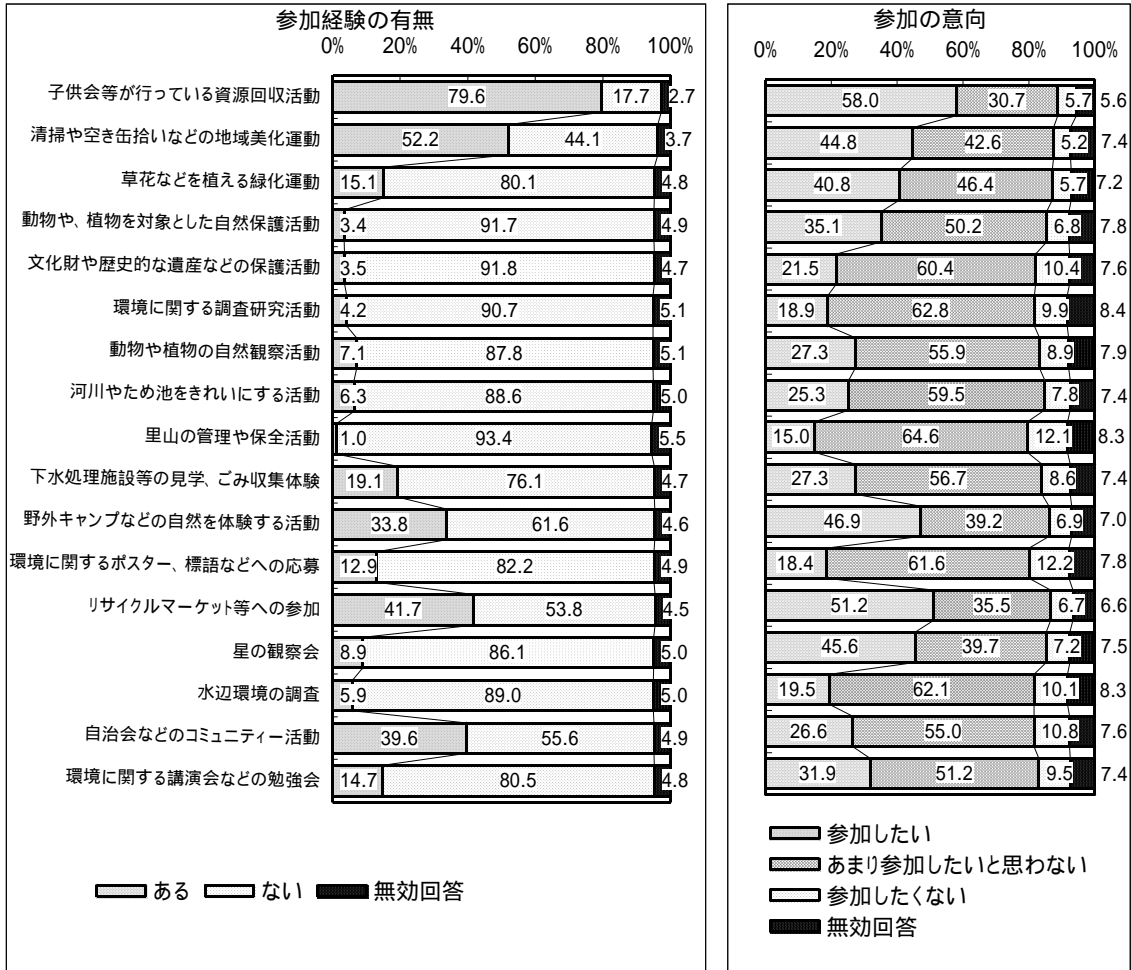 参加経験の有無
0% 20% 40% 60% 80% 100%
子供会等が行っている資源回収活動 79.6 17.7 2.7
清掃や空き缶拾いなどの地域美化運動 52.2 44.1 3.7
草花などを植える緑化運動 15.1 80.1 4.8
動物や、植物を対象とした自然保護活動 3.4 91.7 4.9
文化財や歴史的な遺産などの保護活動 3.5 91.8 4.7
環境に関する調査研究活動 4.2 90.7 5.1
動物や植物の自然観察活動 7.1 87.8 5.1
河川やため池をきれいにする活動 6.3 88.6 5.0
里山の管理や保全活動 1.0 93.4 5.5
下水処理施設等の見学、ごみ収集体験 19.1 76.1 4.7
野外キャンプなどの自然を体験する活動 33.8 61.6 4.6
環境に関するポスター、標語などへの応募 12.9 82.2 4.9
リサイクルマーケット等への参加 41.7 53.8 4.5
星の観察会 8.9 86.1 5.0
水辺環境の調査 5.9 89.0 5.0
自治会などのコミュニティー活動 39.6 55.6 4.9
環境に関する講演会などの勉強会 14.7 80.5 4.8
ある ない 無効回答
参加の意向
0% 20% 40% 60% 80% 100%
58.0 30.7 5.7 5.6
44.8 42.6 5.2 7.4
40.8 46.4 5.7 7.2
35.1 50.2 6.8 7.8
21.5 60.4 10.4 7.6
18.9 62.8 9.9 8.4
27.3 55.9 8.9 7.9
25.3 59.5 7.8 7.4
15.0 64.6 12.1 8.3
27.3 56.7 8.6 7.4
46.9 39.2 6.9 7.0
18.4 61.6 12.2 7.8
51.2 35.5 6.7 6.6
45.6 39.7 7.2 7.5
19.5 62.1 10.1 8.3
26.6 55.0 10.8 7.6
31.9 51.2 9.5 7.4
参加したい
あまり参加したいと思わない
参加したくない
無効回答